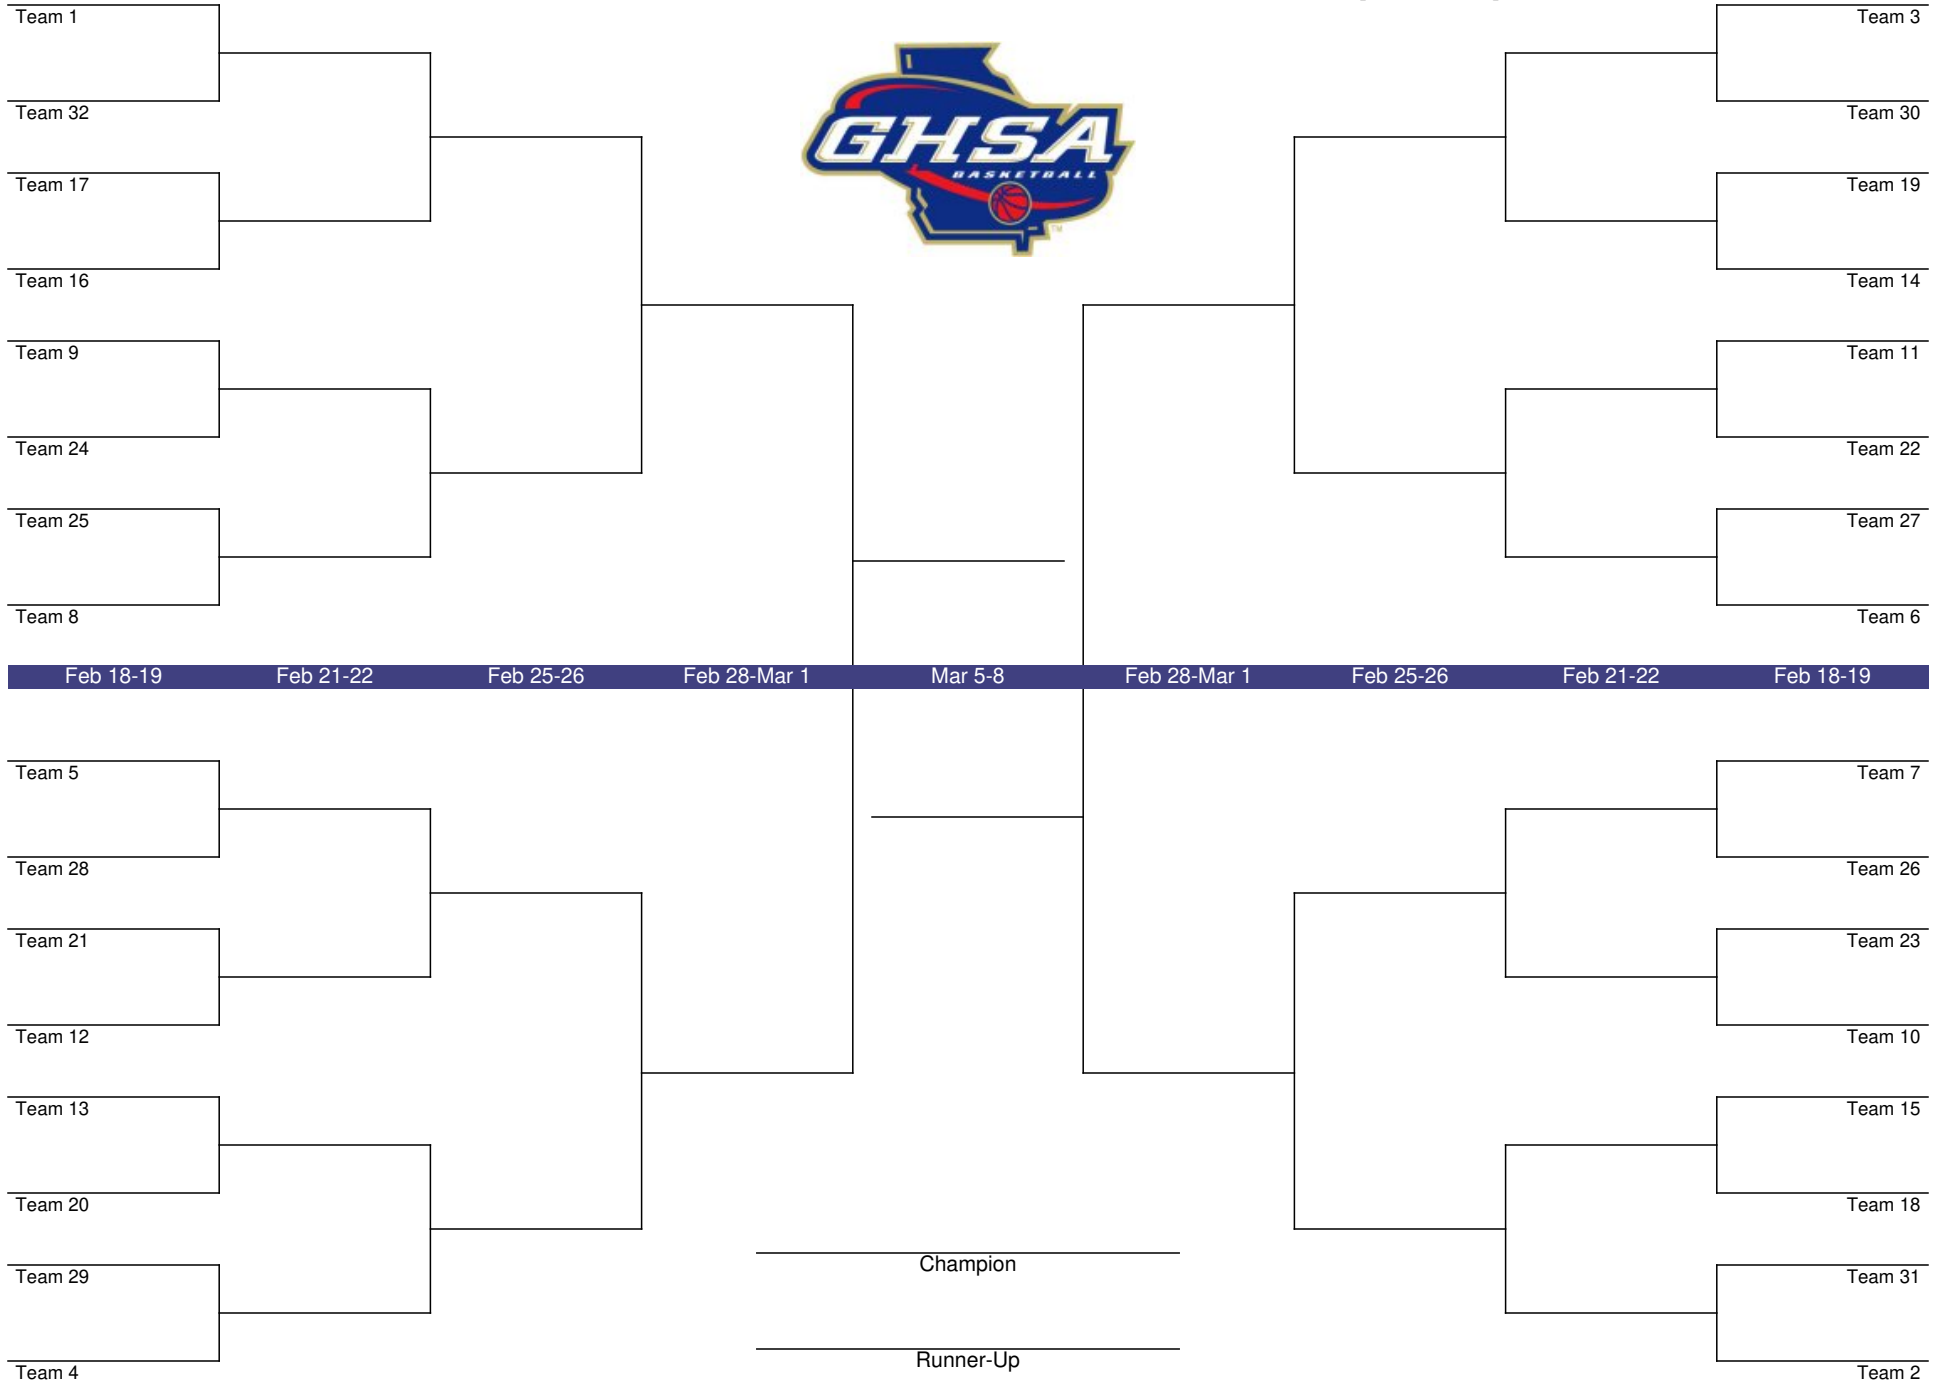 Team 1
Team 3
Team 32
Team 30
Team 17
Team 19
Team 16
Team 14
Team 9
Team 11
Team 24
Team 22
Team 25
Team 27
Team 8
Team 6
GHSA
BASKETBALL
TM
Feb 18-19 Feb 21-22 Feb 25-26 Feb 28-Mar 1 Mar 5-8 Feb 28-Mar 1 Feb 25-26 Feb 21-22 Feb 18-19
Team 5
Team 7
Team 28
Team 26
Team 21
Team 23
Team 12
Team 10
Team 13
Team 15
Team 20
Team 18
Team 29
Team 31
Team 4
Team 2
Champion
Runner-Up